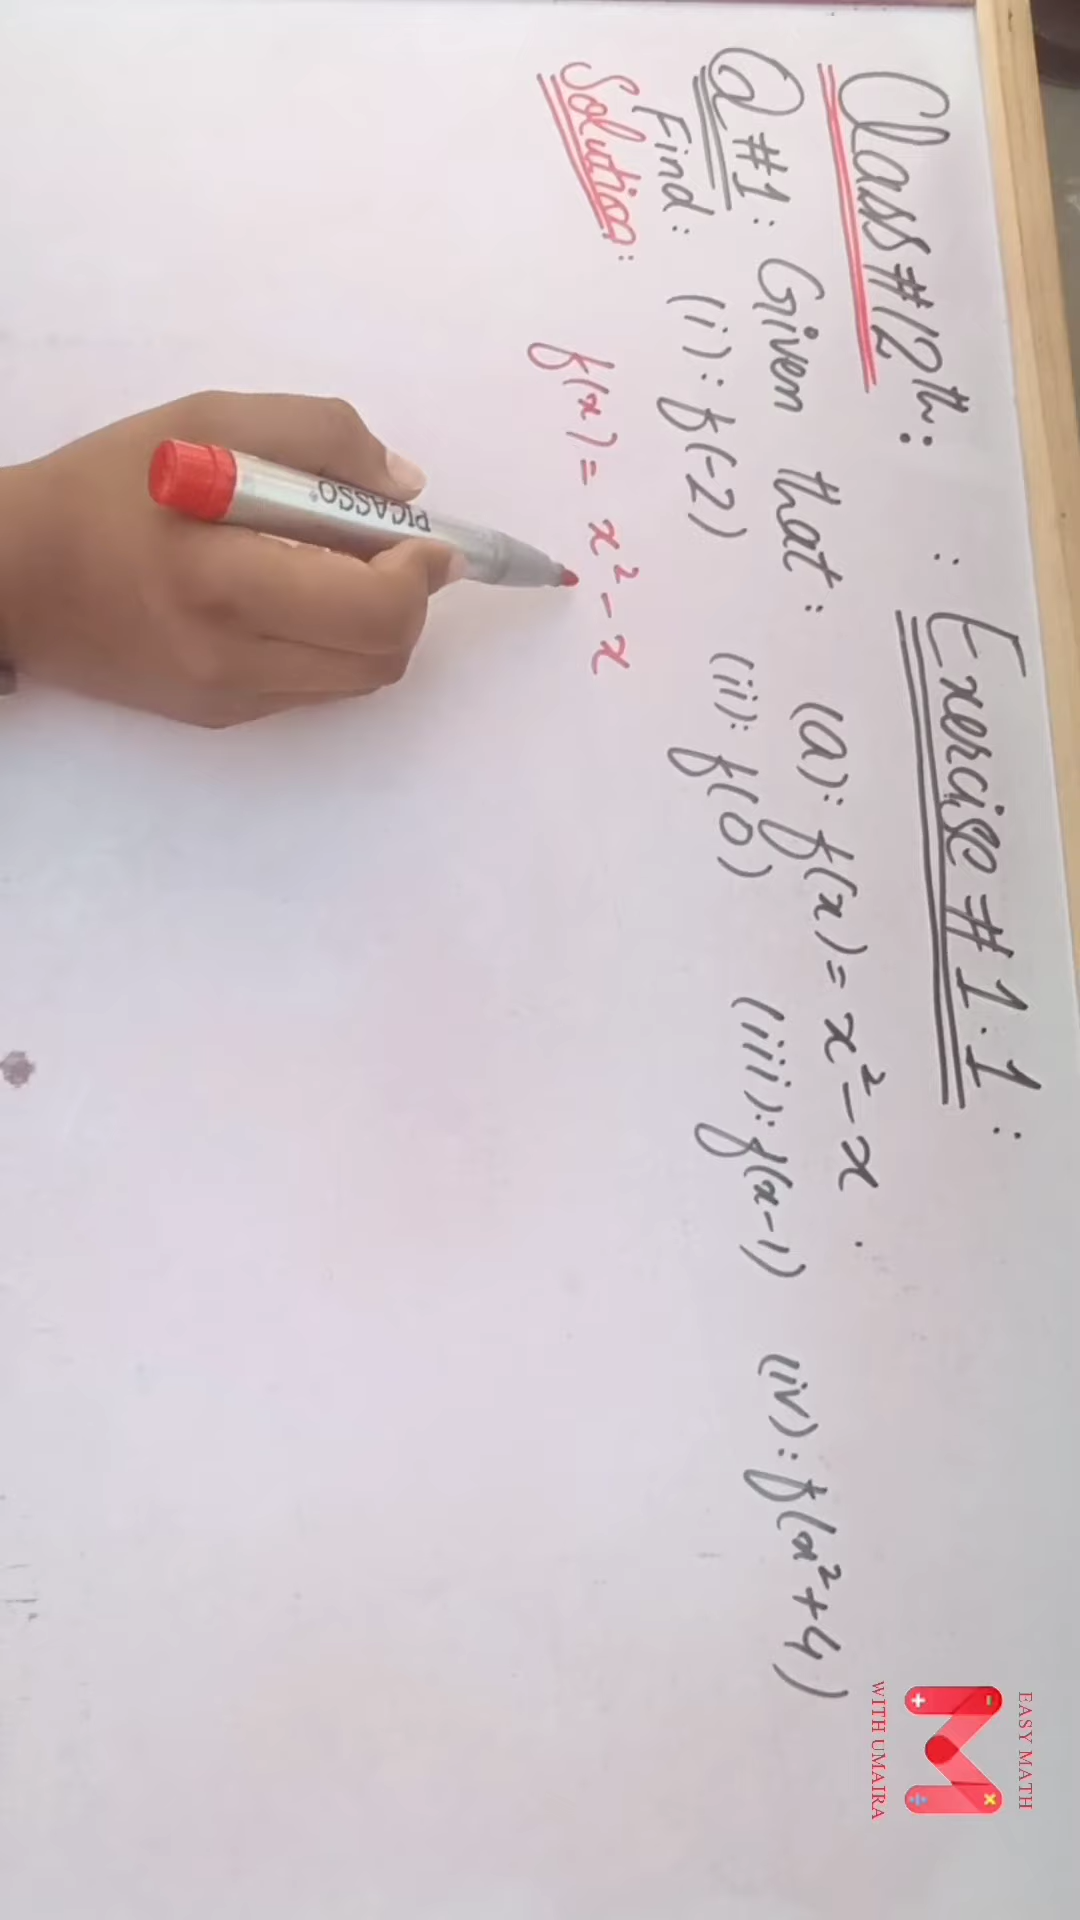 Class #12th: : Exercise #1.1:
Q#1: Given that: (a): f(x) = x² - x.
Find: (i): f(-2) (ii): f(0) (iii): f(x-1) (iv): f(x²+4)
Solution:
f(x) = x² - x
PICASSO
EASY MATH
WITH UMAIRA